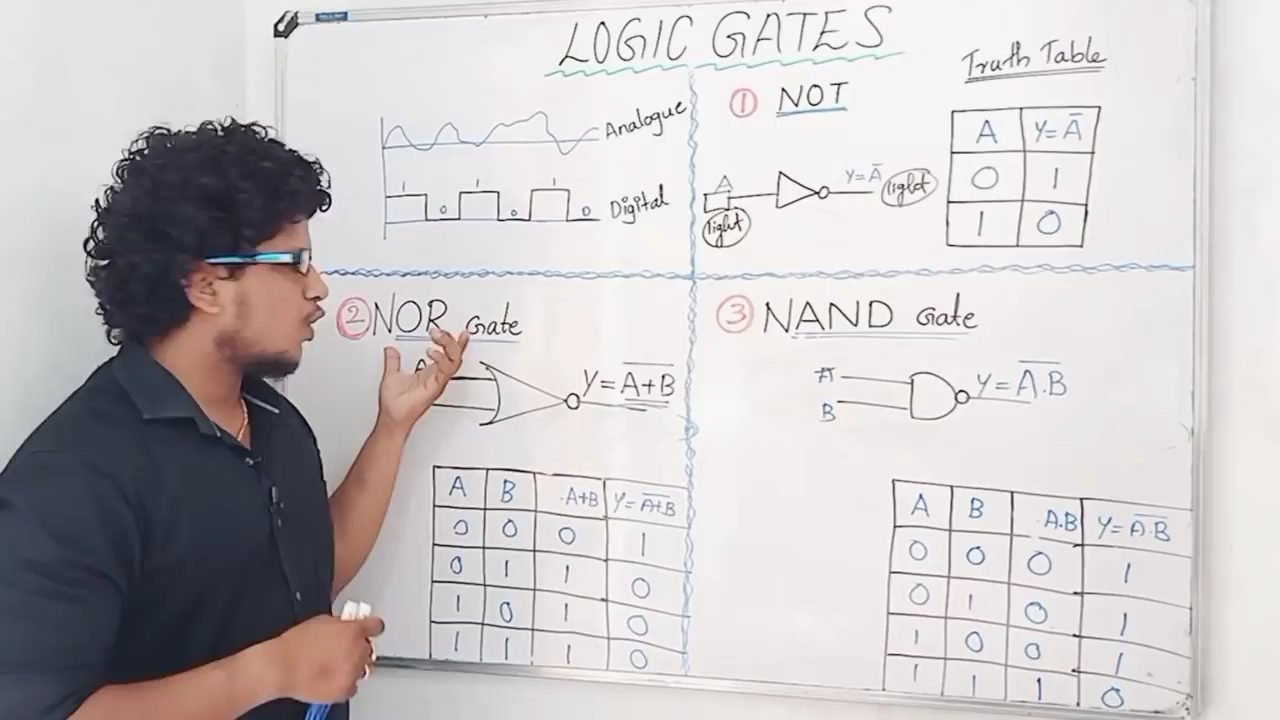 LOGIC GATES
Analogue
1 1 1
0 0 0
Digital
① NOT
A
light
Y=A̅
light
Truth Table
A Y=A̅
0 1
1 0
② NOR Gate
A
Y=A̅+̅B̅
A B A+B Y=A̅+̅B̅
0 0 0 1
0 1 1 0
1 0 1 0
1 1 1 0
③ NAND Gate
A
B
Y=A̅.̅B̅
A B A.B Y=A̅.̅B̅
0 0 0 1
0 1 0 1
1 0 0 1
1 1 1 0